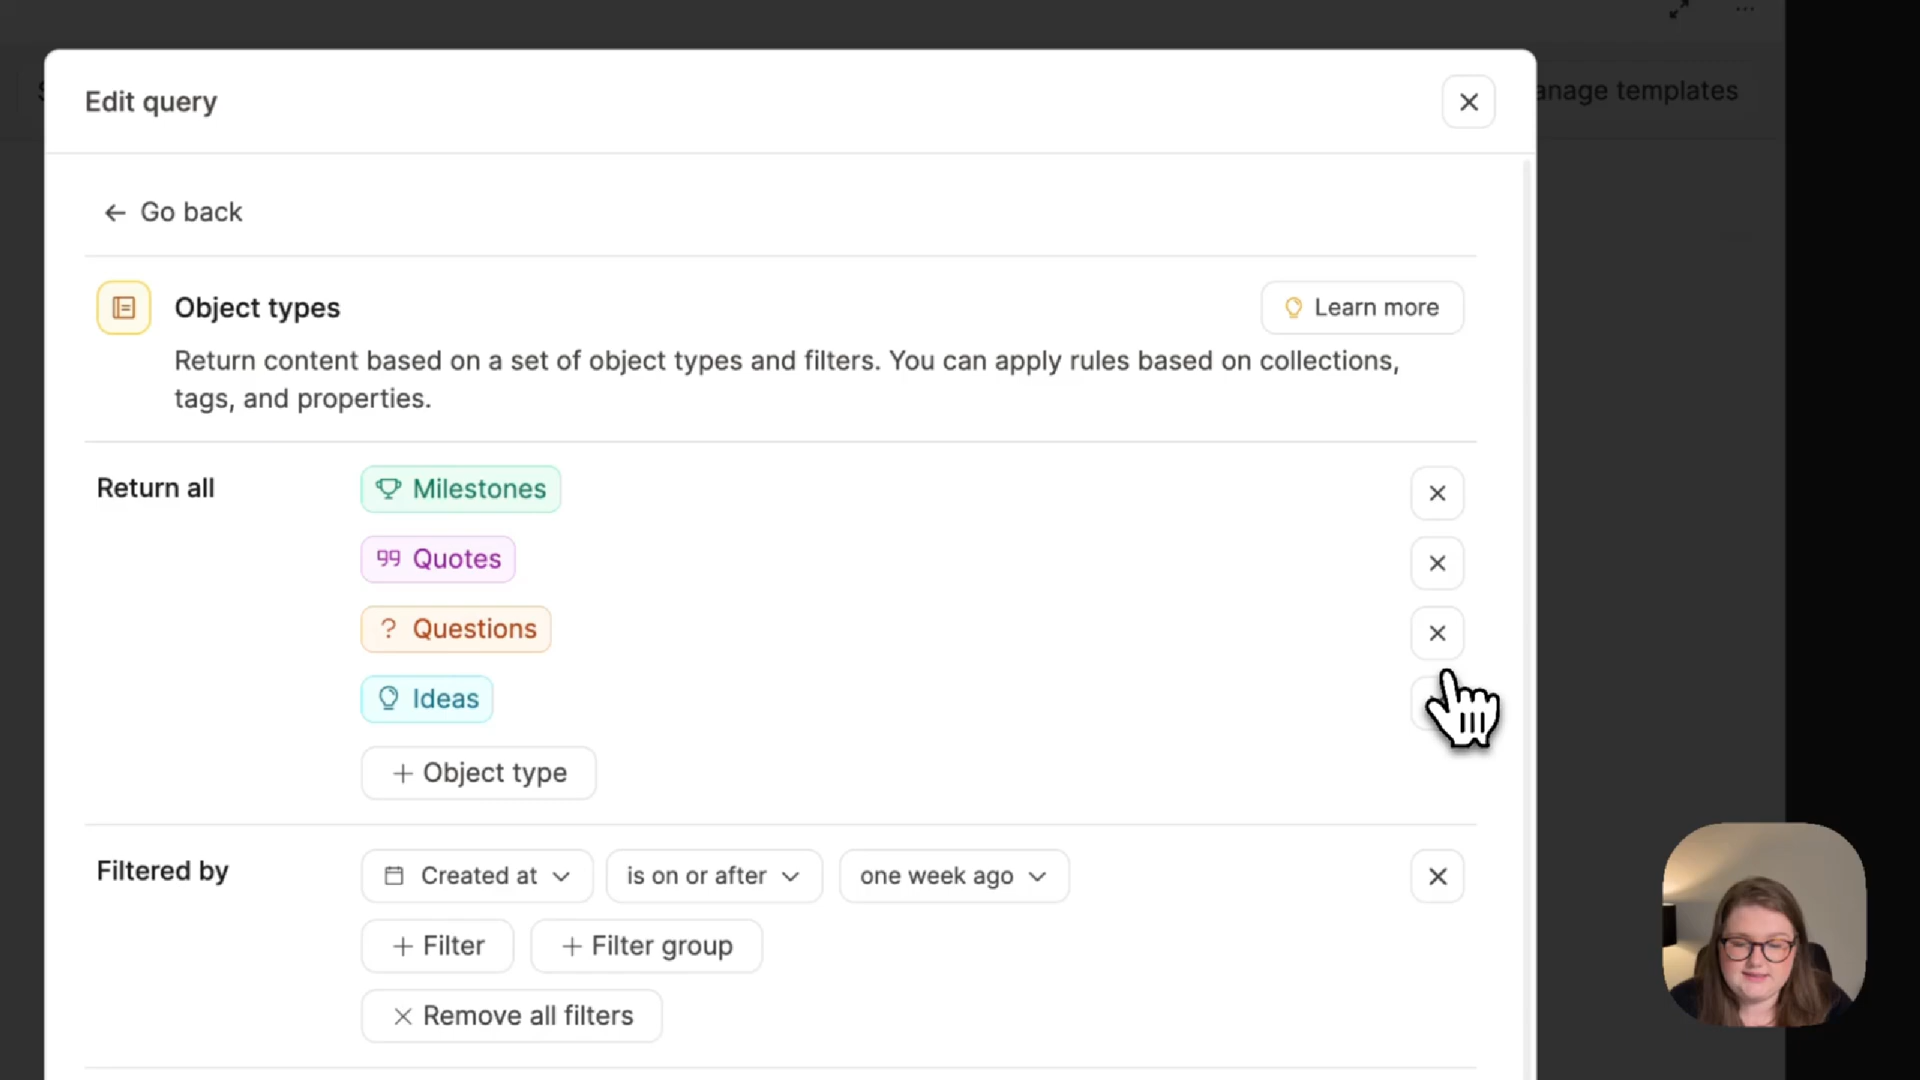 Edit query
anage templates
Go back
Object types
Learn more
Return content based on a set of object types and filters. You can apply rules based on collections,
tags, and properties.
Return all
Milestones
Quotes
Questions
Ideas
+ Object type
Filtered by
Created at
is on or after
one week ago
+ Filter
+ Filter group
× Remove all filters